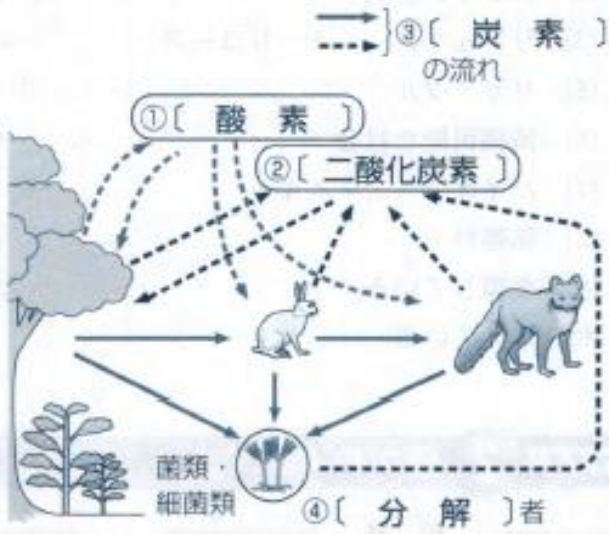 ③〔 炭 素 〕
の流れ
①〔 酸 素 〕
②〔 二酸化炭素 〕
菌類・
細菌類
④〔 分 解 〕者